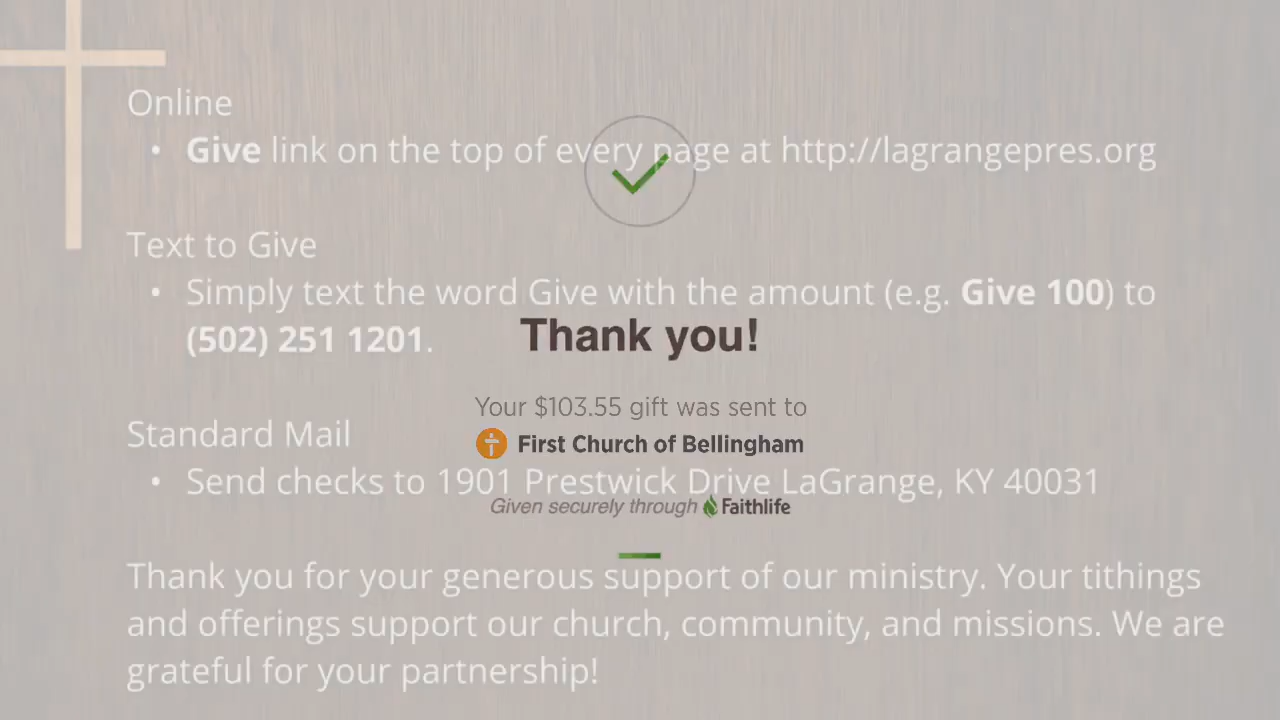 Online
• Give link on the top of every page at http://lagrangepres.org
Text to Give
• Simply text the word Give with the amount (e.g. Give 100) to
(502) 251 1201.
Thank you!
Your $103.55 gift was sent to
First Church of Bellingham
Standard Mail
• Send checks to 1901 Prestwick Drive LaGrange, KY 40031
Given securely through Faithlife
Thank you for your generous support of our ministry. Your tithings
and offerings support our church, community, and missions. We are
grateful for your partnership!